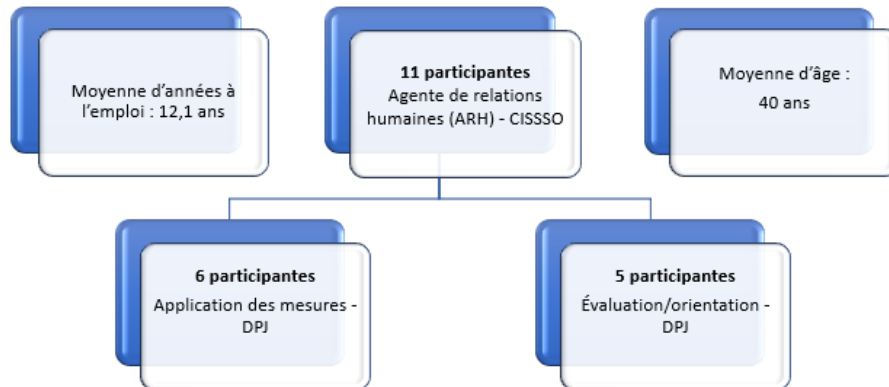 Moyenne d'années à
l'emploi : 12,1 ans
11 participantes
Agente de relations
humaines (ARH) - CISSSO
Moyenne d'âge :
40 ans
6 participantes
Application des mesures -
DPJ
5 participantes
Évaluation/orientation -
DPJ